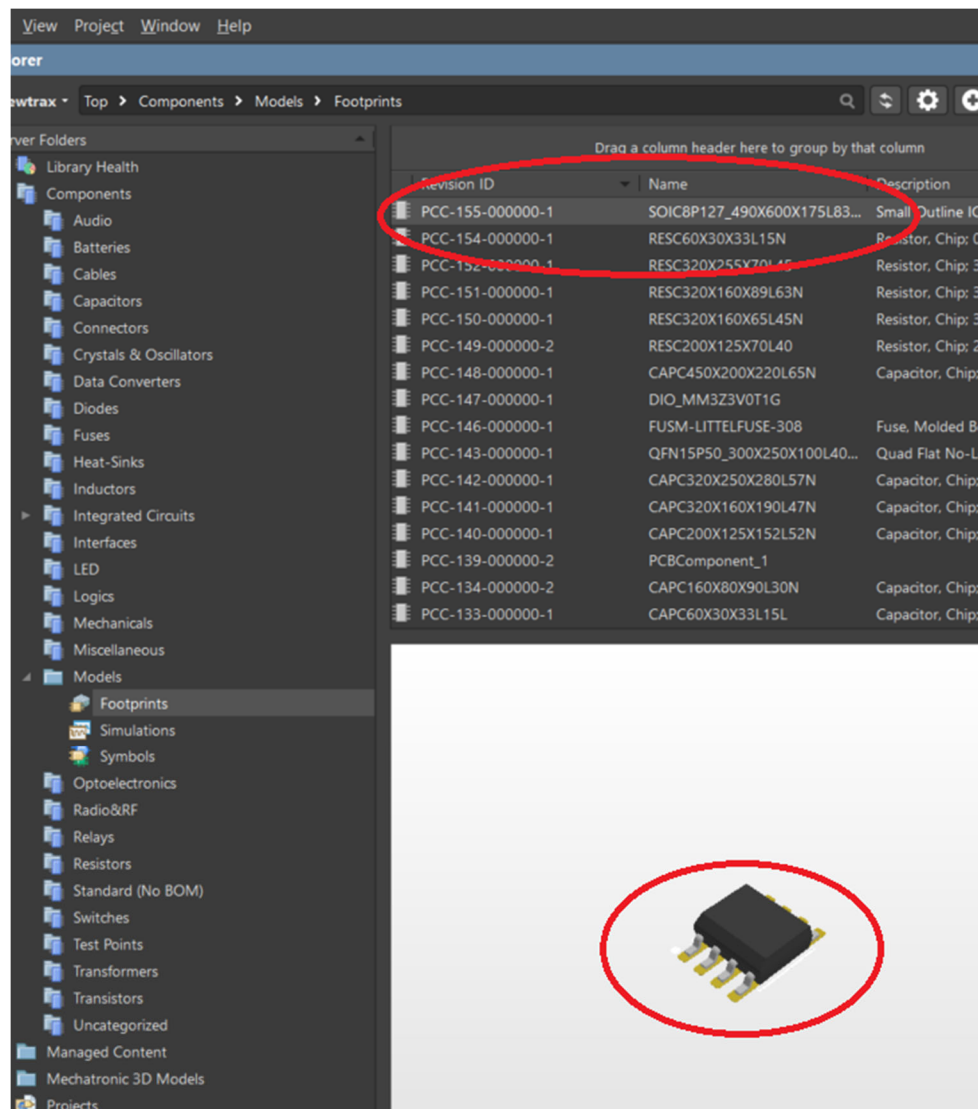 View Project Window Help
orer
ewtrax Top > Components > Models > Footprints
rver Folders
Library Health
Components
Audio
Batteries
Cables
Capacitors
Connectors
Crystals & Oscillators
Data Converters
Diodes
Fuses
Heat-Sinks
Inductors
Integrated Circuits
Interfaces
LED
Logics
Mechanicals
Miscellaneous
Models
Footprints
Simulations
Symbols
Optoelectronics
Radio&RF
Relays
Resistors
Standard (No BOM)
Switches
Test Points
Transformers
Transistors
Uncategorized
Managed Content
Mechatronic 3D Models
Projects
Drag a column header here to group by that column
Revision ID Name Description
PCC-155-000000-1 SOIC8P127_490X600X175L83... Small Outline IC
PCC-154-000000-1 RESC60X30X33L15N Resistor, Chip; 0
PCC-152-000000-1 RESC320X255X70L45 Resistor, Chip; 3
PCC-151-000000-1 RESC320X160X89L63N Resistor, Chip; 3
PCC-150-000000-1 RESC320X160X65L45N Resistor, Chip; 3
PCC-149-000000-2 RESC200X125X70L40 Resistor, Chip; 2
PCC-148-000000-1 CAPC450X200X220L65N Capacitor, Chip;
PCC-147-000000-1 DIO_MM3Z3V0T1G
PCC-146-000000-1 FUSM-LITTELFUSE-308 Fuse, Molded B
PCC-143-000000-1 QFN15P50_300X250X100L40... Quad Flat No-L
PCC-142-000000-1 CAPC320X250X280L57N Capacitor, Chip;
PCC-141-000000-1 CAPC320X160X190L47N Capacitor, Chip;
PCC-140-000000-1 CAPC200X125X152L52N Capacitor, Chip;
PCC-139-000000-2 PCBComponent_1
PCC-134-000000-2 CAPC160X80X90L30N Capacitor, Chip;
PCC-133-000000-1 CAPC60X30X33L15L Capacitor, Chip;